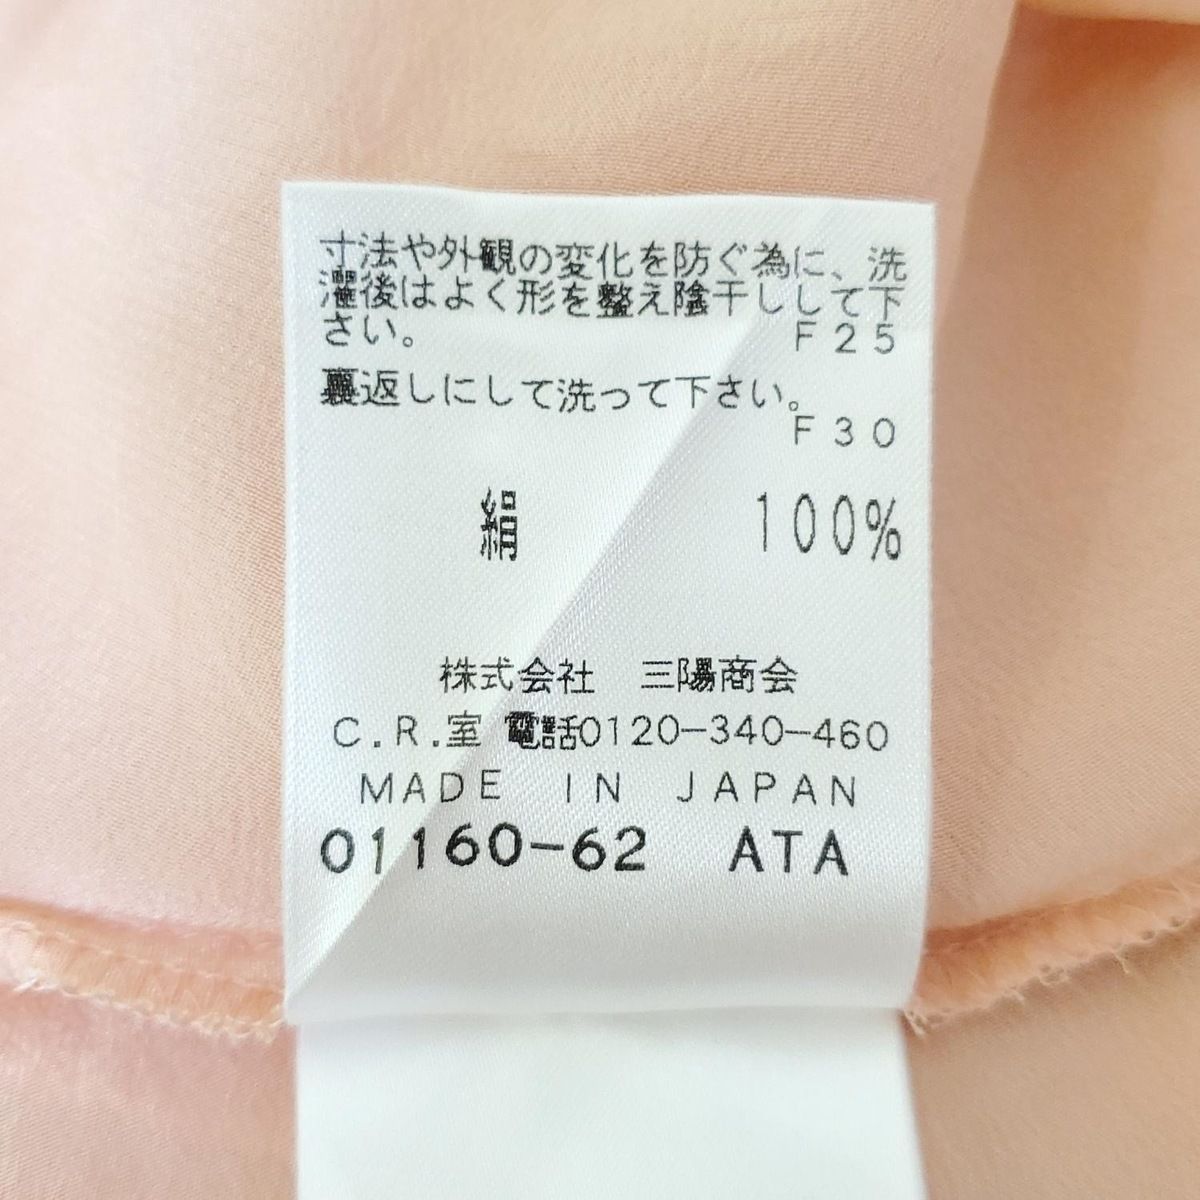 寸法や外観の変化を防ぐ為に、洗
濯後はよく形を整え陰干しして下
さい。 F25
裏返しにして洗って下さい。
F30
絹 100%
株式会社 三陽商会
C.R.室 電話0120-340-460
MADE IN JAPAN
01160-62 ATA